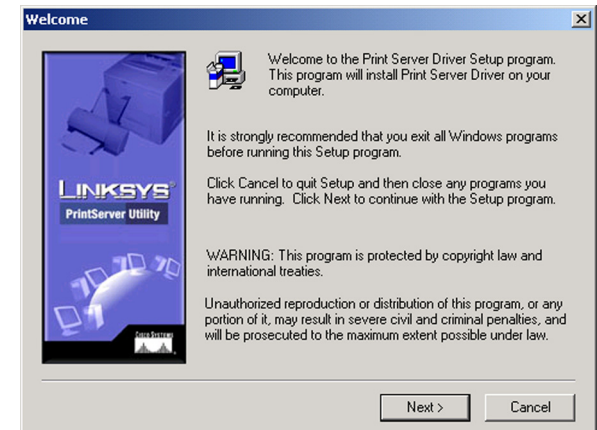 Welcome
Welcome to the Print Server Driver Setup program.
This program will install Print Server Driver on your
computer.
It is strongly recommended that you exit all Windows programs
before running this Setup program.
Click Cancel to quit Setup and then close any programs you
have running. Click Next to continue with the Setup program.
LINKSYS®
PrintServer Utility
WARNING: This program is protected by copyright law and
international treaties.
Unauthorized reproduction or distribution of this program, or any
portion of it, may result in severe civil and criminal penalties, and
will be prosecuted to the maximum extent possible under law.
Cisco Systems
Next >
Cancel